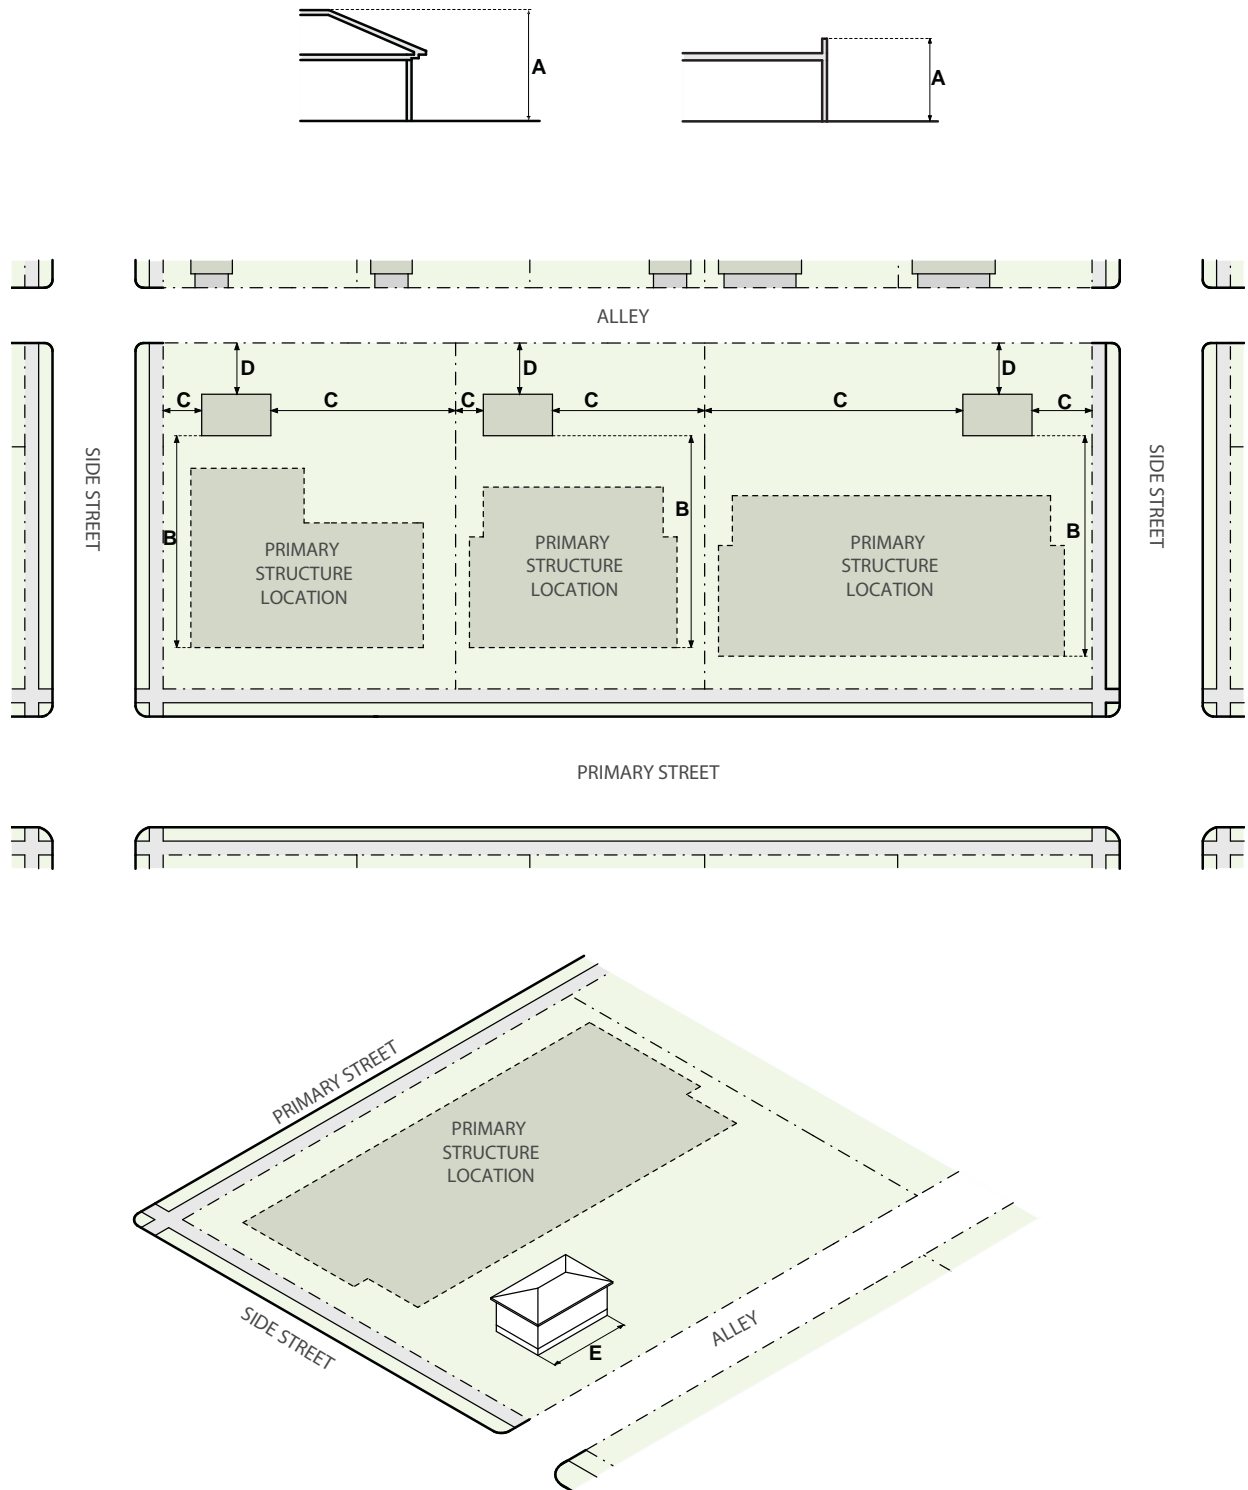 A
A
ALLEY
D
D
D
C
C
C
C
C
C
SIDE STREET
SIDE STREET
B
B
B
PRIMARY
STRUCTURE
LOCATION
PRIMARY
STRUCTURE
LOCATION
PRIMARY
STRUCTURE
LOCATION
PRIMARY STREET
PRIMARY STREET
PRIMARY
STRUCTURE
LOCATION
SIDE STREET
ALLEY
E